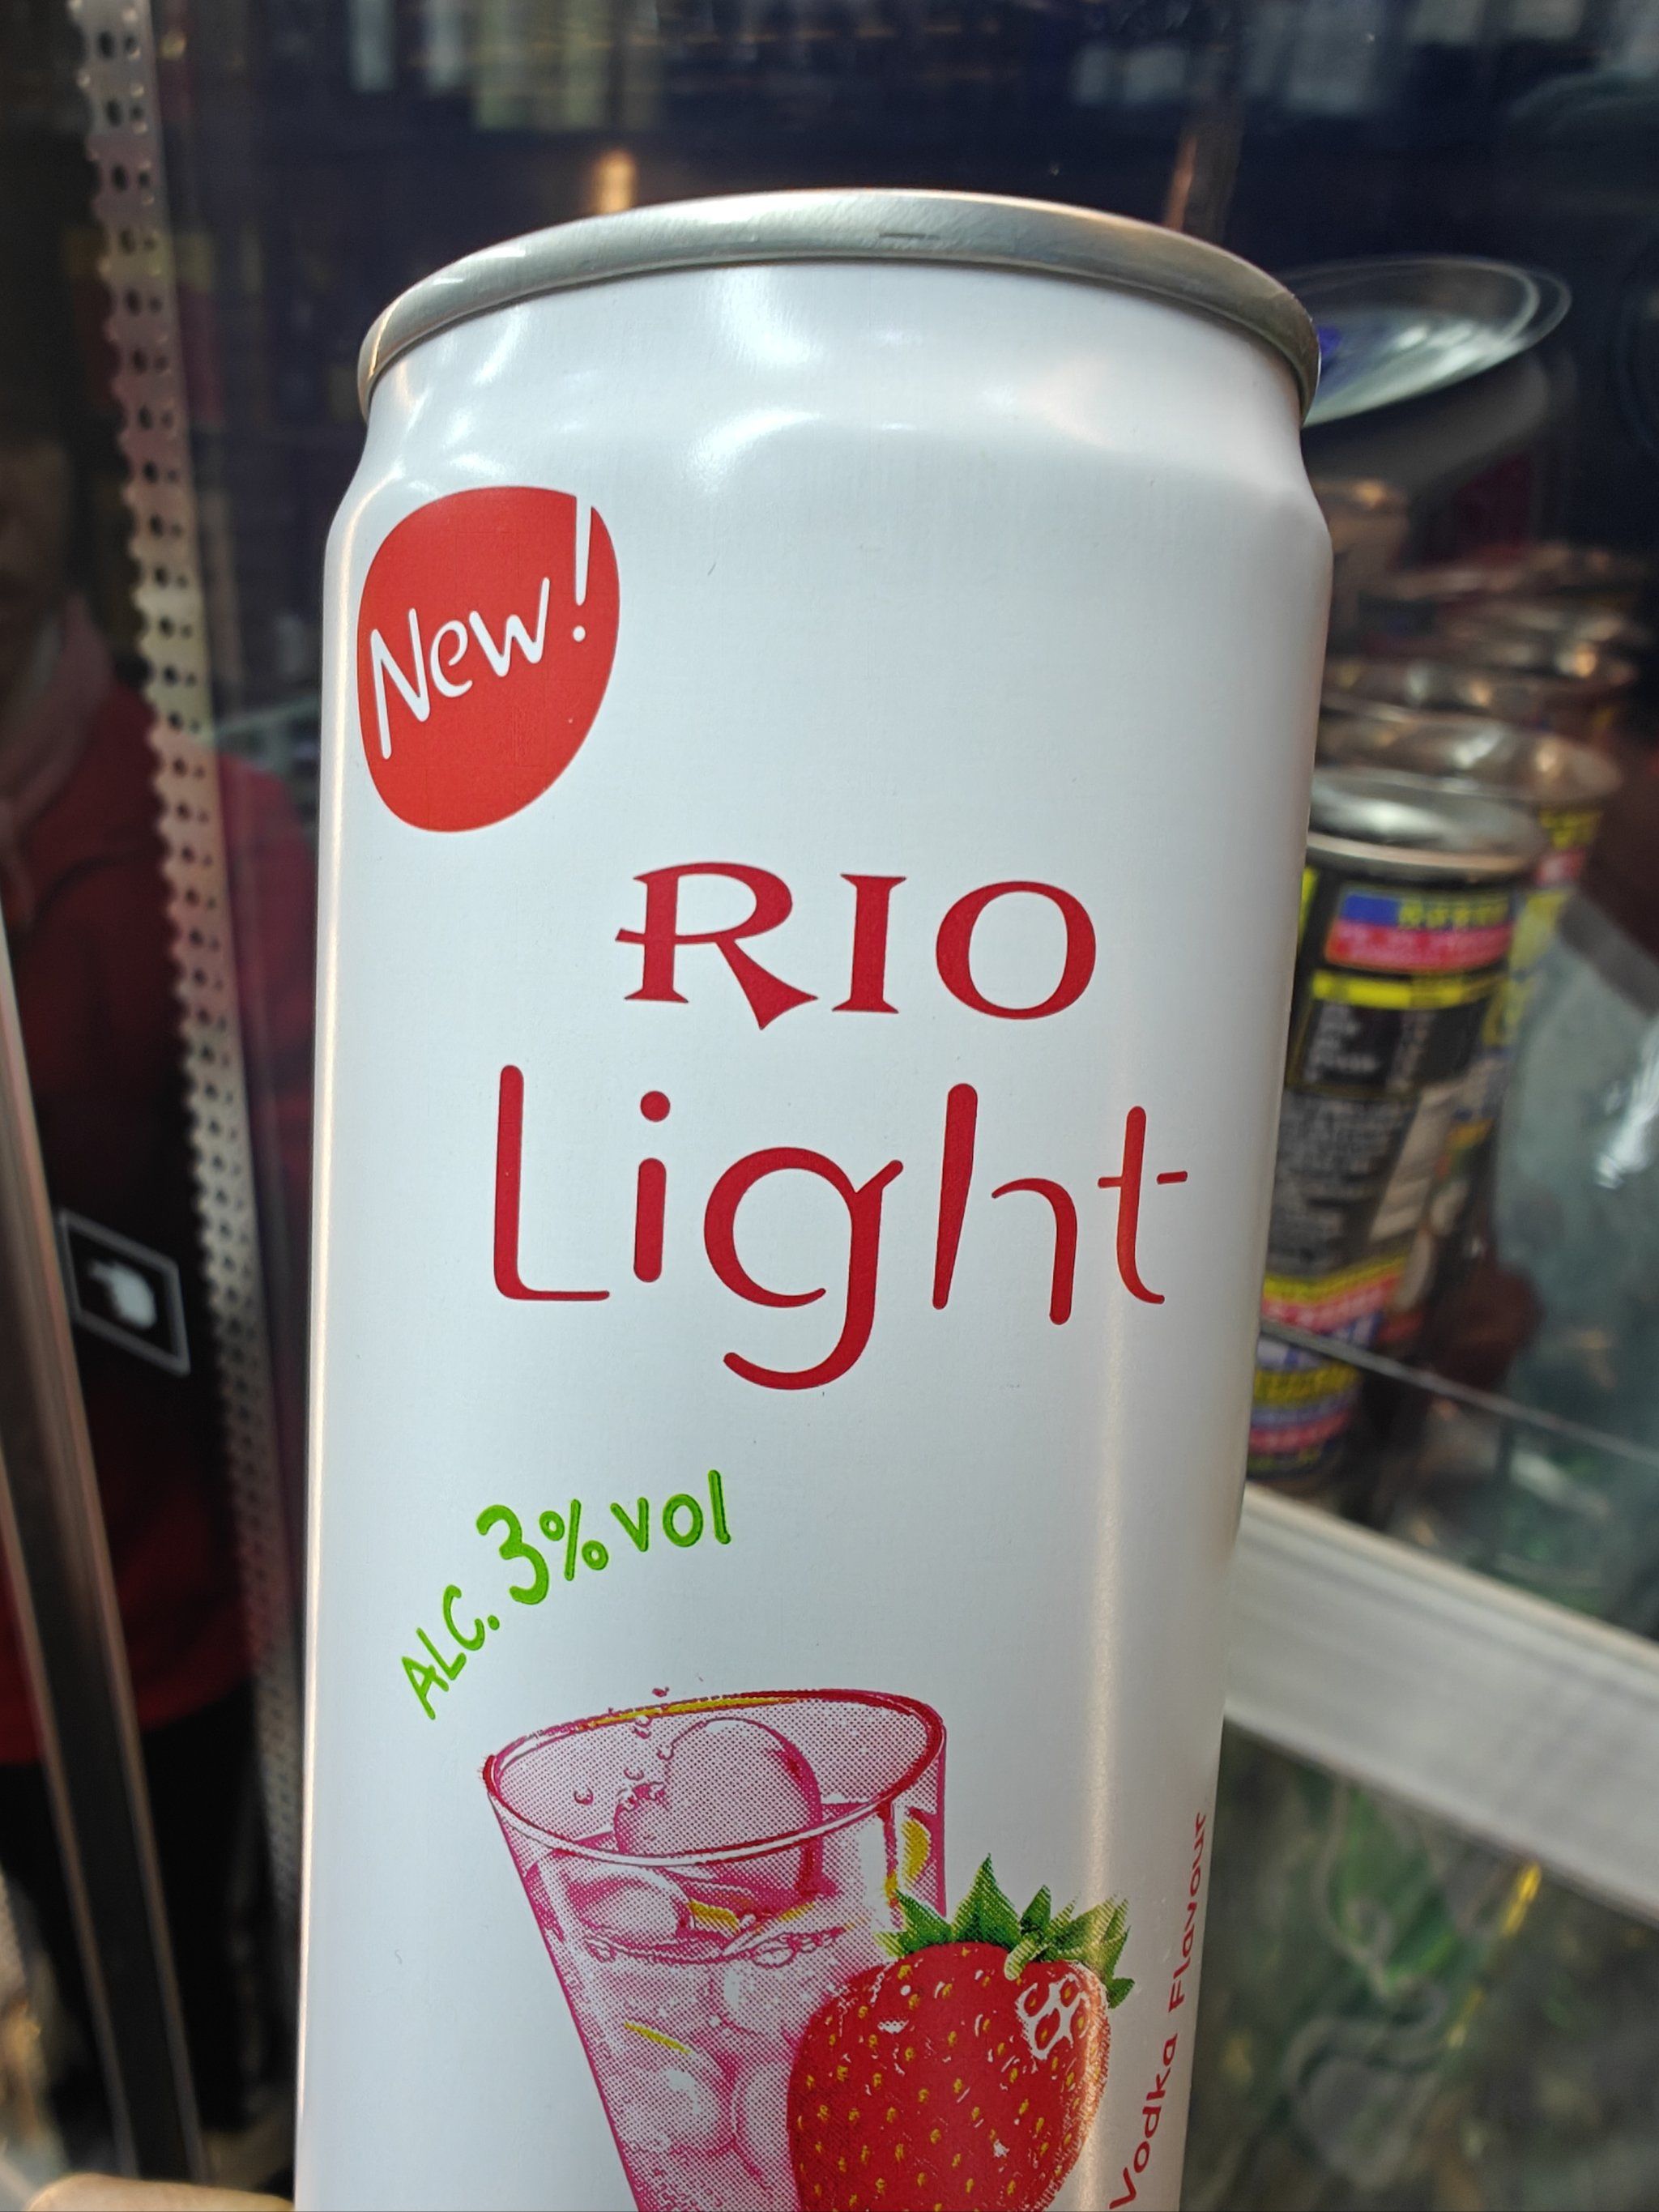 New!
RIO
Light
ALC. 3% VOL
Vodka Flavour